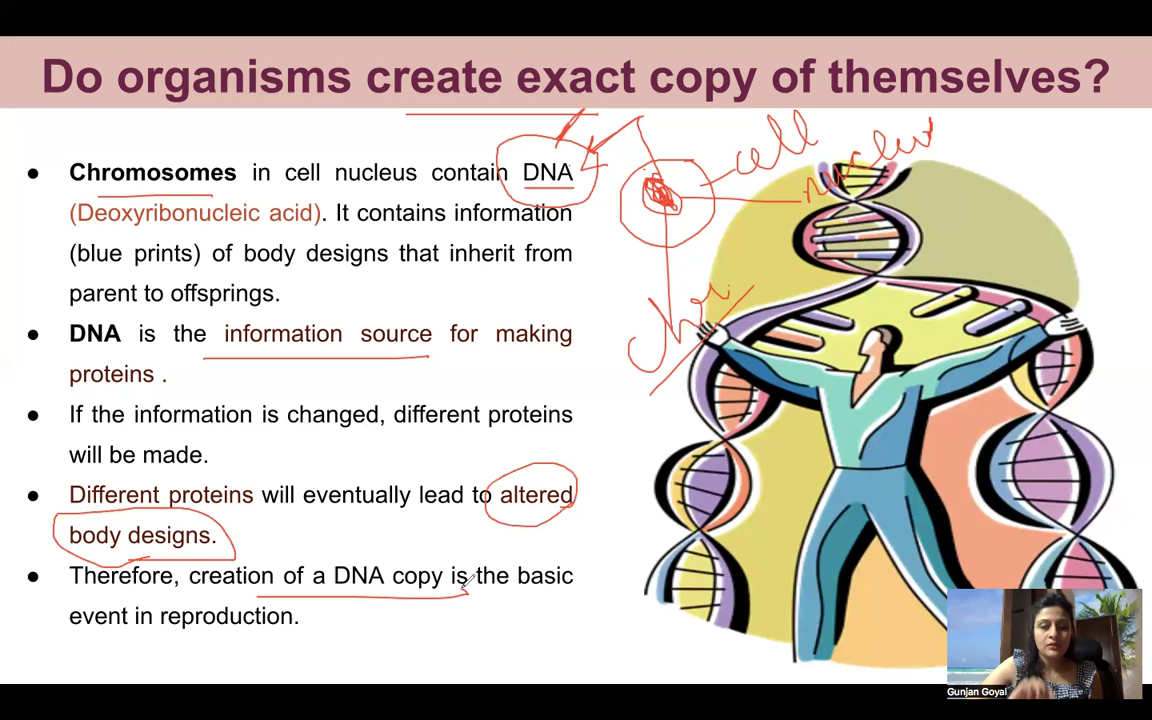 Do organisms create exact copy of themselves?
● Chromosomes in cell nucleus contain DNA
(Deoxyribonucleic acid). It contains information
(blue prints) of body designs that inherit from
parent to offsprings.
● DNA is the information source for making
proteins .
● If the information is changed, different proteins
will be made.
● Different proteins will eventually lead to altered
body designs.
● Therefore, creation of a DNA copy is the basic
event in reproduction.
cell
Chr.
Gunjan Goyal